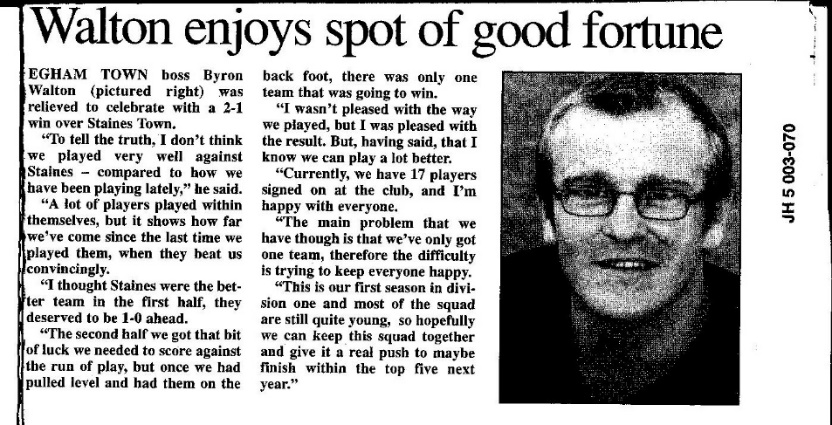 Walton enjoys spot of good fortune
EGHAM TOWN boss Byron
Walton (pictured right) was
relieved to celebrate with a 2-1
win over Staines Town.
“To tell the truth, I don’t think
we played very well against
Staines – compared to how we
have been playing lately,” he said.
“A lot of players played within
themselves, but it shows how far
we’ve come since the last time we
played them, when they beat us
convincingly.
“I thought Staines were the bet-
ter team in the first half, they
deserved to be 1-0 ahead.
“The second half we got that bit
of luck we needed to score against
the run of play, but once we had
pulled level and had them on the
back foot, there was only one
team that was going to win.
“I wasn’t pleased with the way
we played, but I was pleased with
the result. But, having said, that I
know we can play a lot better.
“Currently, we have 17 players
signed on at the club, and I’m
happy with everyone.
“The main problem that we
have though is that we’ve only got
one team, therefore the difficulty
is trying to keep everyone happy.
“This is our first season in divi-
sion one and most of the squad
are still quite young, so hopefully
we can keep this squad together
and give it a real push to maybe
finish within the top five next
year.”
JH 5 003-070